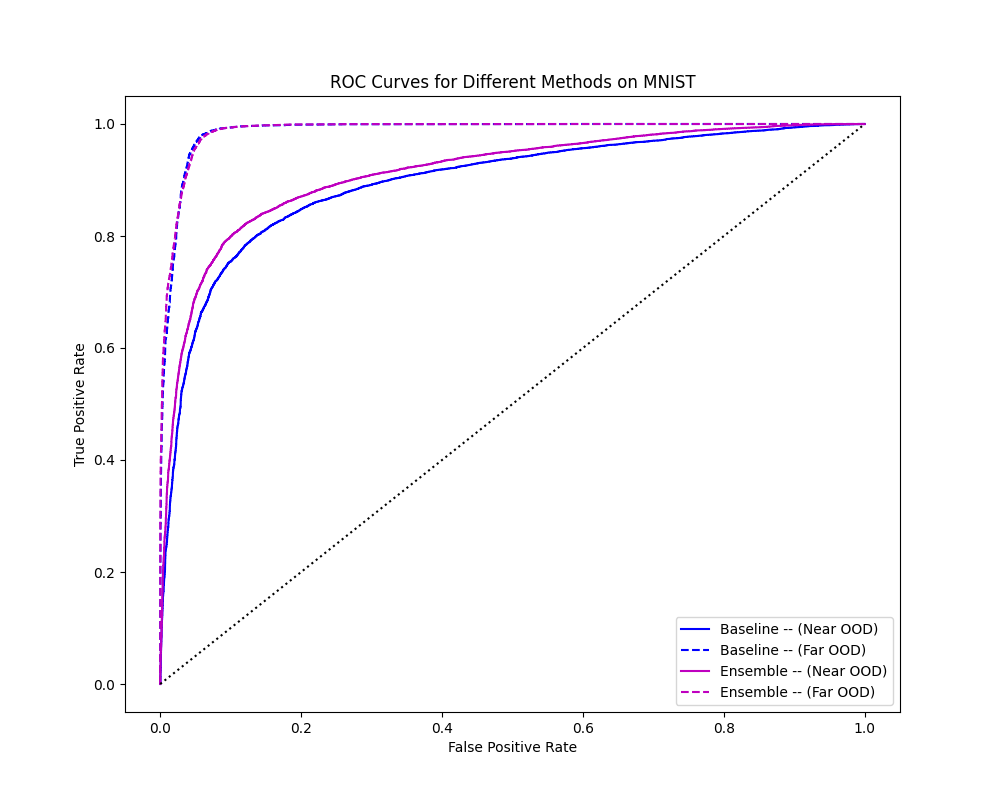 ROC Curves for Different Methods on MNIST
1.0
0.8
0.6
0.4
0.2
0.0
True Positive Rate
0.0 0.2 0.4 0.6 0.8 1.0
False Positive Rate
Baseline -- (Near OOD)
Baseline -- (Far OOD)
Ensemble -- (Near OOD)
Ensemble -- (Far OOD)